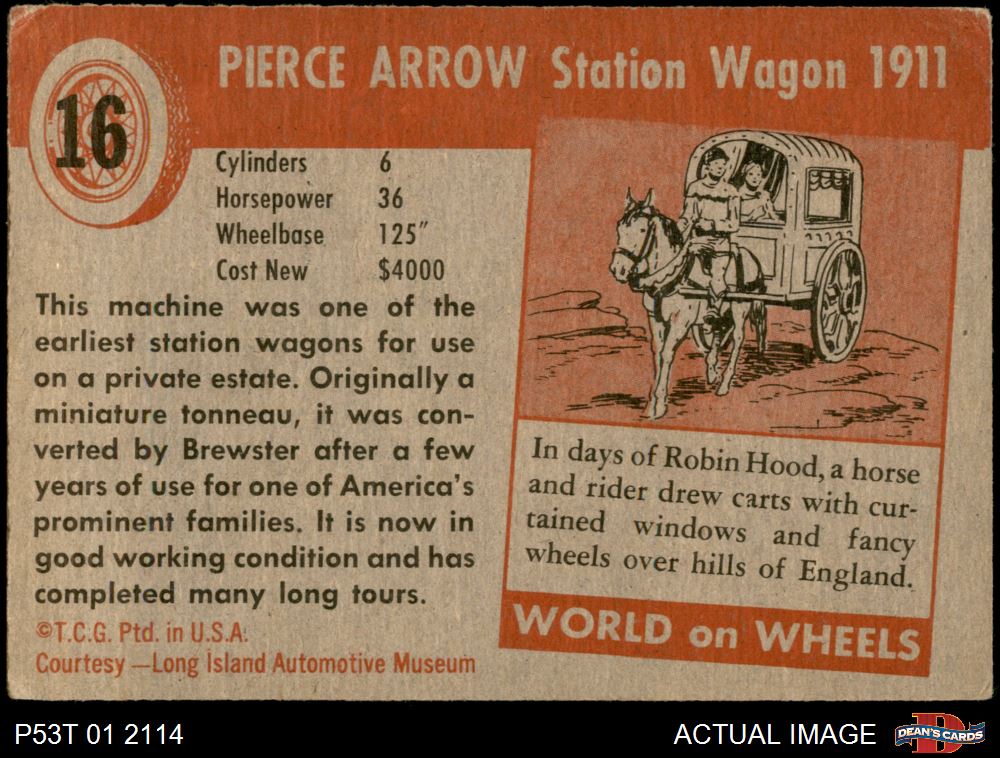 16
PIERCE ARROW Station Wagon 1911
Cylinders 6
Horsepower 36
Wheelbase 125"
Cost New $4000
This machine was one of the
earliest station wagons for use
on a private estate. Originally a
miniature tonneau, it was con-
verted by Brewster after a few
years of use for one of America's
prominent families. It is now in
good working condition and has
completed many long tours.
©T.C.G. Ptd. in U.S.A.
Courtesy—Long Island Automotive Museum
In days of Robin Hood, a horse
and rider drew carts with cur-
tained windows and fancy
wheels over hills of England.
WORLD on WHEELS
P53T 01 2114
ACTUAL IMAGE
D
DEAN'S CARDS